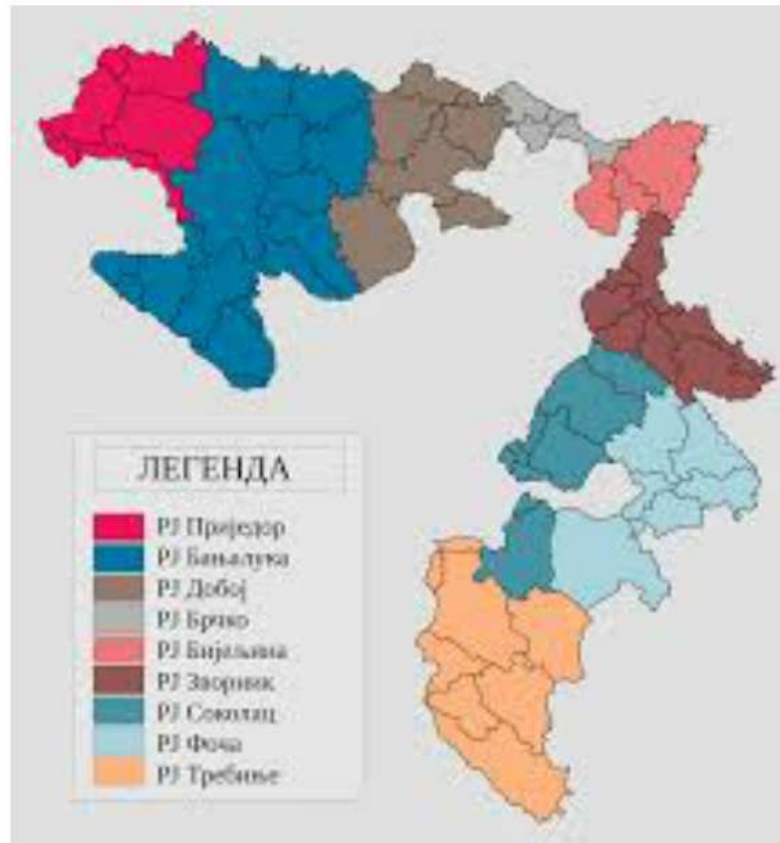 ЛЕГЕНДА
РЈ Приједор
РЈ Бањалука
РЈ Добој
РЈ Брчко
РЈ Бијељина
РЈ Зворник
РЈ Соколац
РЈ Фоча
РЈ Требиње